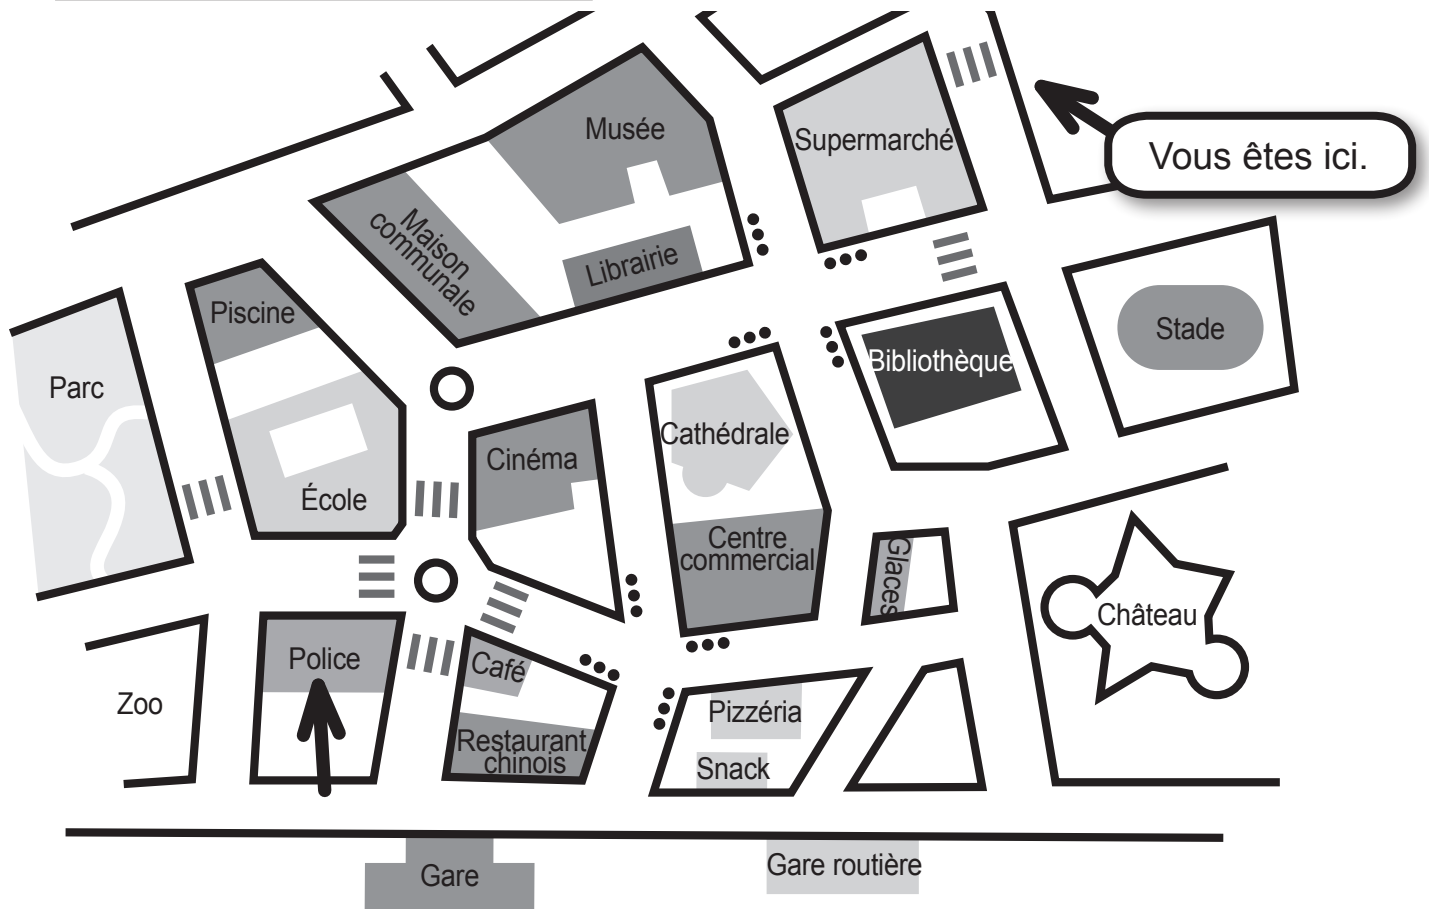 Musée
Supermarché
Vous êtes ici.
Maison
communale
Librairie
Piscine
Stade
Bibliothèque
Parc
Cathédrale
Cinéma
École
Centre
commercial
Glaces
Château
Police
Café
Zoo
Pizzéria
Restaurant
chinois
Snack
Gare
Gare routière